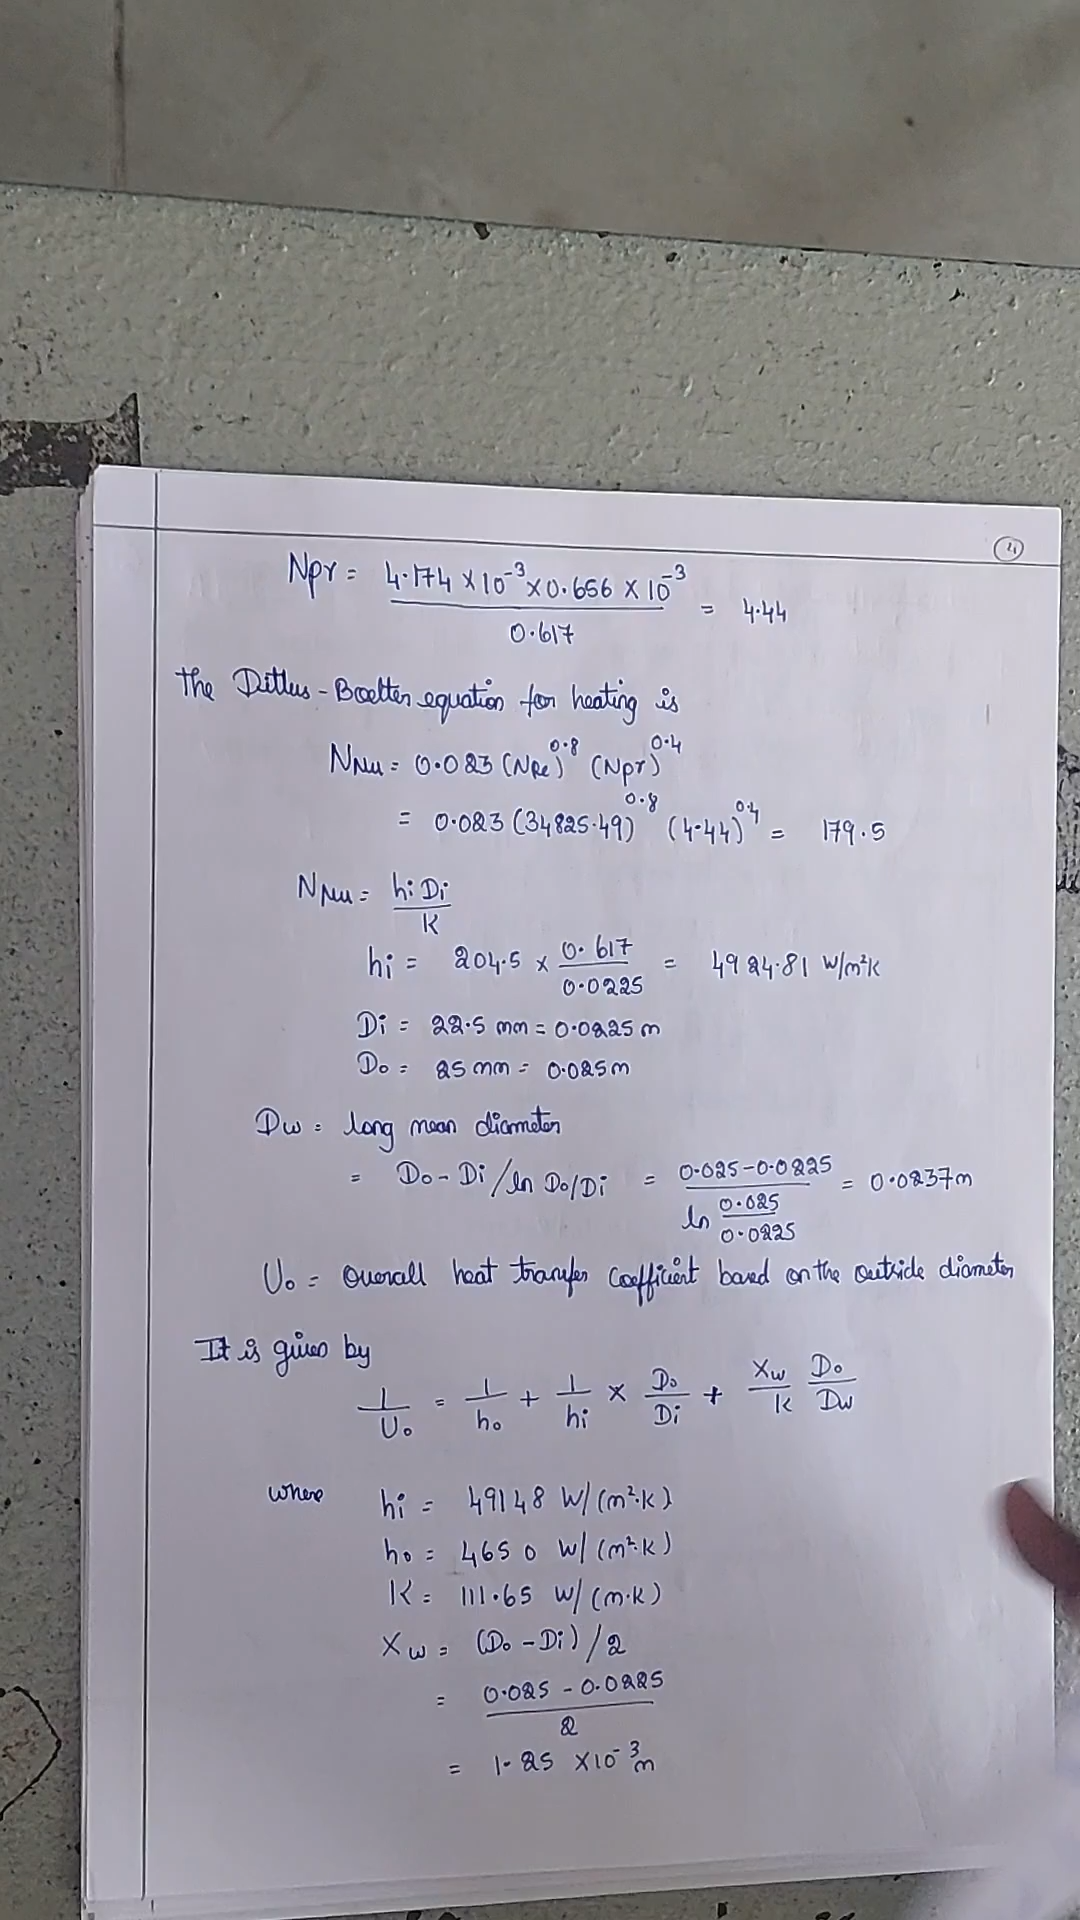 4
Npr = 4.174 × 10⁻³ × 0.656 × 10⁻³ / 0.617 = 4.44
The Dittus-Boelter equation for heating is
NNu = 0.023 (NRe)^0.8 (Npr)^0.4
= 0.023 (34825.49)^0.8 (4.44)^0.4 = 179.5
NNu = hi Di / K
hi = 204.5 × 0.617 / 0.0225 = 4924.81 W/m²K
Di = 22.5 mm = 0.0225 m
Do = 25 mm = 0.025 m
Dw = long mean diameter
= Do - Di / ln Do/Di = 0.025 - 0.0225 / ln 0.025 / 0.0225 = 0.0237 m
Uo = Overall heat transfer coefficient based on the outside diameter
It is given by
1 / Uo = 1 / ho + 1 / hi × Do / Di + Xw / K Do / Dw
where hi = 49148 W/(m².K)
ho = 4650 W/(m².K)
K = 111.65 W/(m.K)
Xw = (Do - Di) / 2
= 0.025 - 0.0225 / 2
= 1.25 × 10⁻³ m